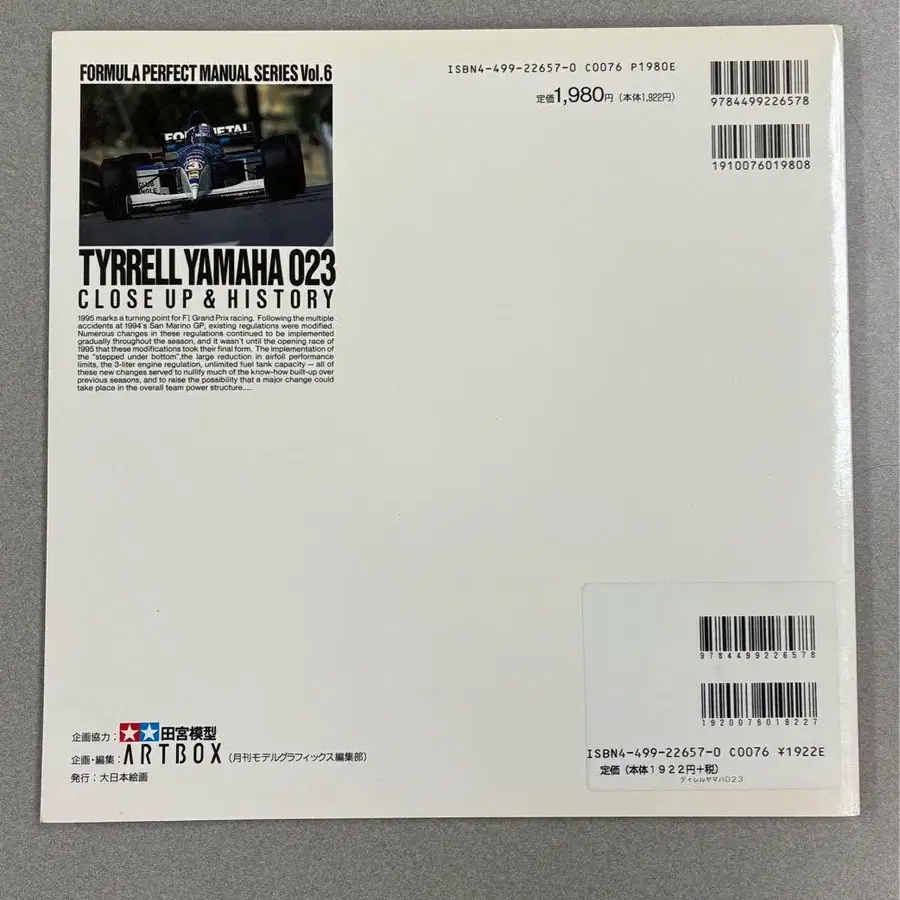 FORMULA PERFECT MANUAL SERIES Vol.6
FORMETAL
TYRRELL YAMAHA 023
CLOSE UP & HISTORY
1995 marks a turning point for F1 Grand Prix racing. Following the multiple
accidents at 1994's San Marino GP, existing regulations were modified.
Numerous changes in these regulations continued to be implemented
gradually throughout the season, and it wasn't until the opening race of
1995 that these modifications took their final form. The implementation of
the "stepped under bottom",the large reduction in airfoil performance
limits, the 3-liter engine regulation, unlimited fuel tank capacity — all of
these new changes served to nullify much of the know-how built-up over
previous seasons, and to raise the possibility that a major change could
take place in the overall team power structure....
ISBN4-499-22657-0 C0076 P1980E
定価1,980円(本体1,922円)
9784499226578
1910076019808
企画協力：田宮模型
企画・編集：ARTBOX(月刊モデルグラフィックス編集部)
発行：大日本絵画
9784499226578
1920076019227
ISBN4-499-22657-0 C0076 ¥1922E
定価(本体1922円+税)
ティレルヤマハ023